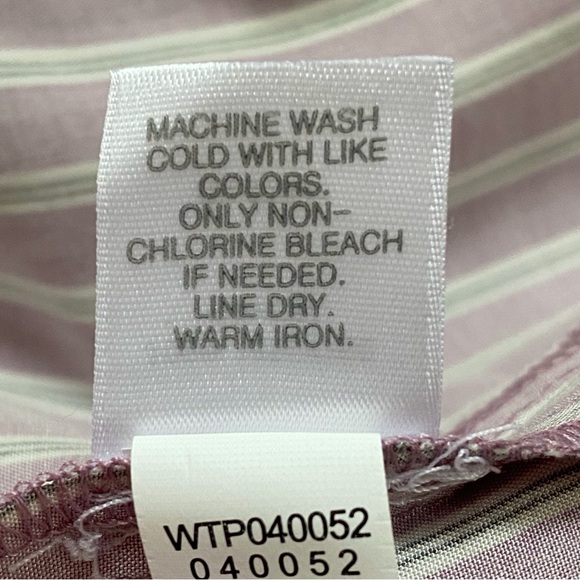 MACHINE WASH
COLD WITH LIKE
COLORS.
ONLY NON-
CHLORINE BLEACH
IF NEEDED.
LINE DRY.
WARM IRON.
WTP040052
040052